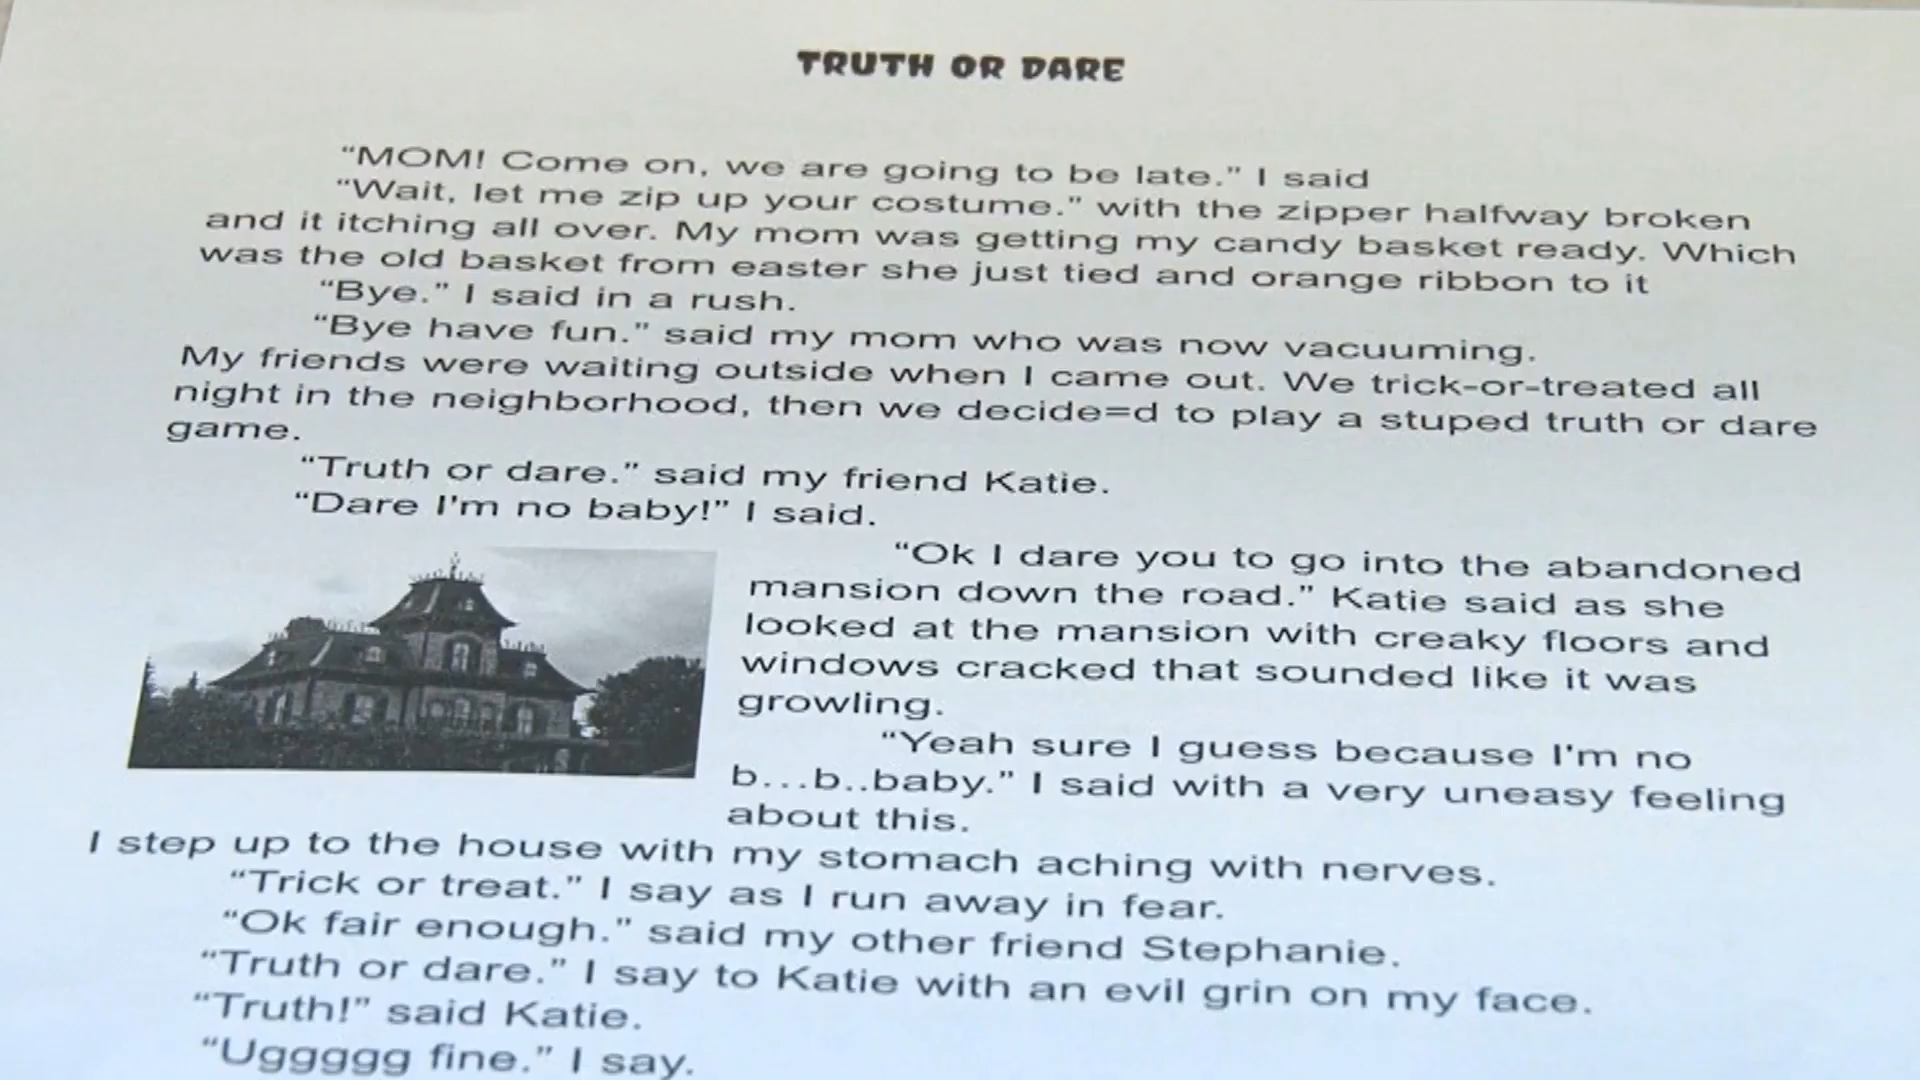 TRUTH OR DARE
“MOM! Come on, we are going to be late.” I said
“Wait, let me zip up your costume.” with the zipper halfway broken
and it itching all over. My mom was getting my candy basket ready. Which
was the old basket from easter she just tied and orange ribbon to it
“Bye.” I said in a rush.
“Bye have fun.” said my mom who was now vacuuming.
My friends were waiting outside when I came out. We trick-or-treated all
night in the neighborhood, then we decide=d to play a stuped truth or dare
game.
“Truth or dare.” said my friend Katie.
“Dare I'm no baby!” I said.
“Ok I dare you to go into the abandoned
mansion down the road.” Katie said as she
looked at the mansion with creaky floors and
windows cracked that sounded like it was
growling.
“Yeah sure I guess because I'm no
b...b..baby.” I said with a very uneasy feeling
about this.
I step up to the house with my stomach aching with nerves.
“Trick or treat.” I say as I run away in fear.
“Ok fair enough.” said my other friend Stephanie.
“Truth or dare.” I say to Katie with an evil grin on my face.
“Truth!” said Katie.
“Uggggg fine.” I say.